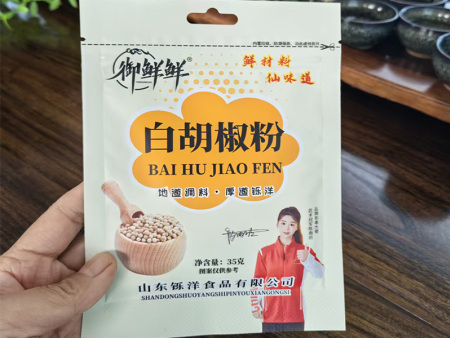 御鲜鲜®
鲜材料
仙味道
白胡椒粉
BAI HU JIAO FEN
地道调料·厚道铄洋
净含量：35克
图案仅供参考
山东铄洋食品有限公司
SHANDONGSHUOYANGSHIPINYOUXIANGONGSI